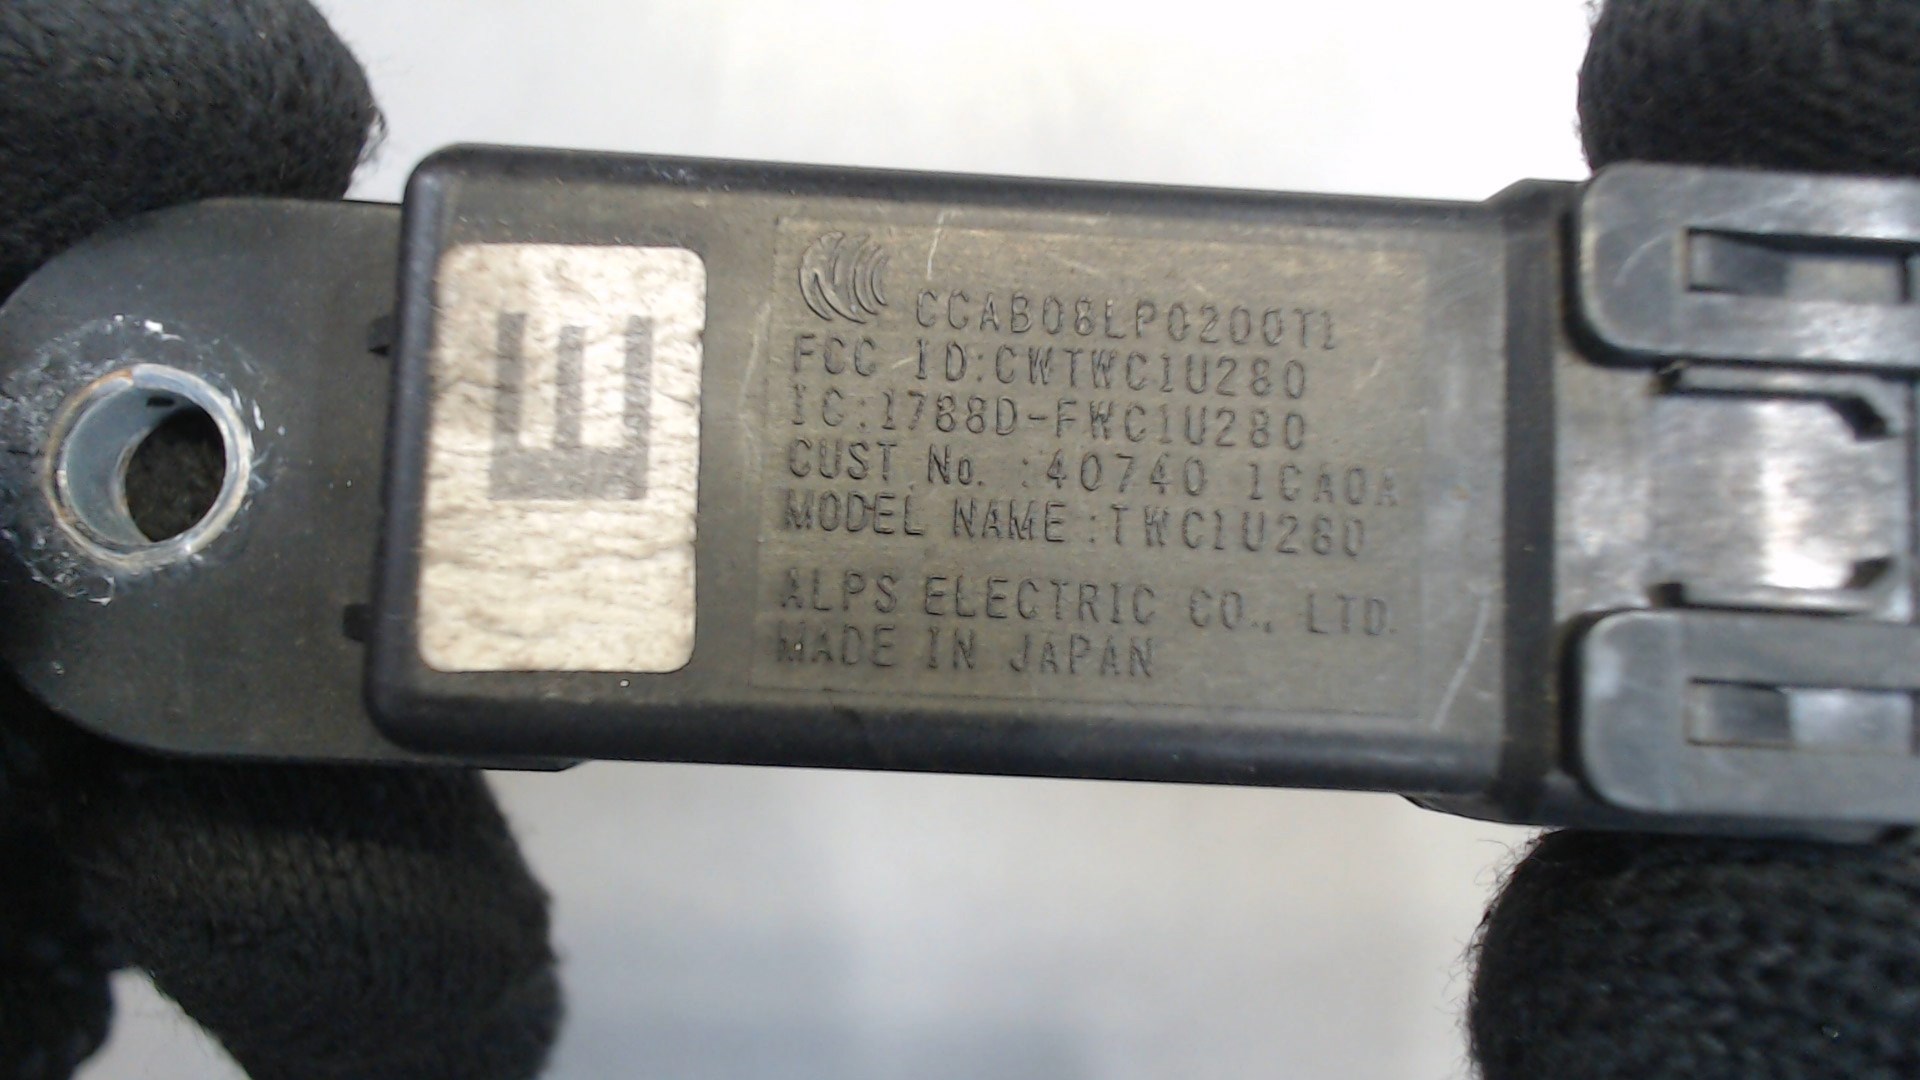 E
CCAB08LP0200T1
FCC ID:CWTWC1U280
IC:1788D-FWC1U280
CUST.No. :40740 1CA0A
MODEL NAME:TWC1U280
ALPS ELECTRIC CO., LTD.
MADE IN JAPAN